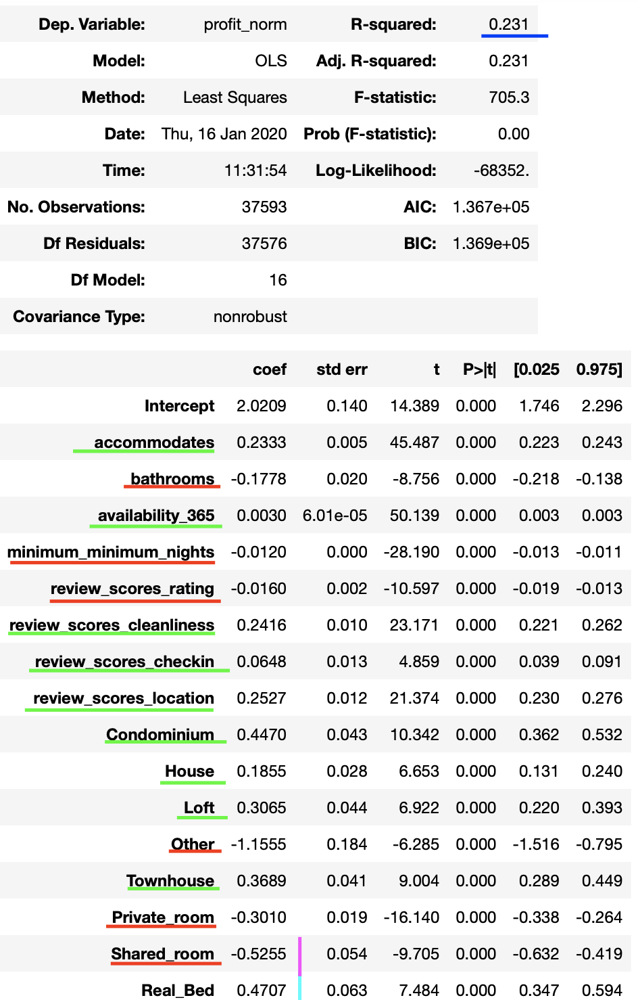 Dep. Variable: profit_norm R-squared: 0.231
Model: OLS Adj. R-squared: 0.231
Method: Least Squares F-statistic: 705.3
Date: Thu, 16 Jan 2020 Prob (F-statistic): 0.00
Time: 11:31:54 Log-Likelihood: -68352.
No. Observations: 37593 AIC: 1.367e+05
Df Residuals: 37576 BIC: 1.369e+05
Df Model: 16
Covariance Type: nonrobust
coef std err t P>|t| [0.025 0.975]
Intercept 2.0209 0.140 14.389 0.000 1.746 2.296
accommodates 0.2333 0.005 45.487 0.000 0.223 0.243
bathrooms -0.1778 0.020 -8.756 0.000 -0.218 -0.138
availability_365 0.0030 6.01e-05 50.139 0.000 0.003 0.003
minimum_minimum_nights -0.0120 0.000 -28.190 0.000 -0.013 -0.011
review_scores_rating -0.0160 0.002 -10.597 0.000 -0.019 -0.013
review_scores_cleanliness 0.2416 0.010 23.171 0.000 0.221 0.262
review_scores_checkin 0.0648 0.013 4.859 0.000 0.039 0.091
review_scores_location 0.2527 0.012 21.374 0.000 0.230 0.276
Condominium 0.4470 0.043 10.342 0.000 0.362 0.532
House 0.1855 0.028 6.653 0.000 0.131 0.240
Loft 0.3065 0.044 6.922 0.000 0.220 0.393
Other -1.1555 0.184 -6.285 0.000 -1.516 -0.795
Townhouse 0.3689 0.041 9.004 0.000 0.289 0.449
Private_room -0.3010 0.019 -16.140 0.000 -0.338 -0.264
Shared_room -0.5255 0.054 -9.705 0.000 -0.632 -0.419
Real_Bed 0.4707 0.063 7.484 0.000 0.347 0.594